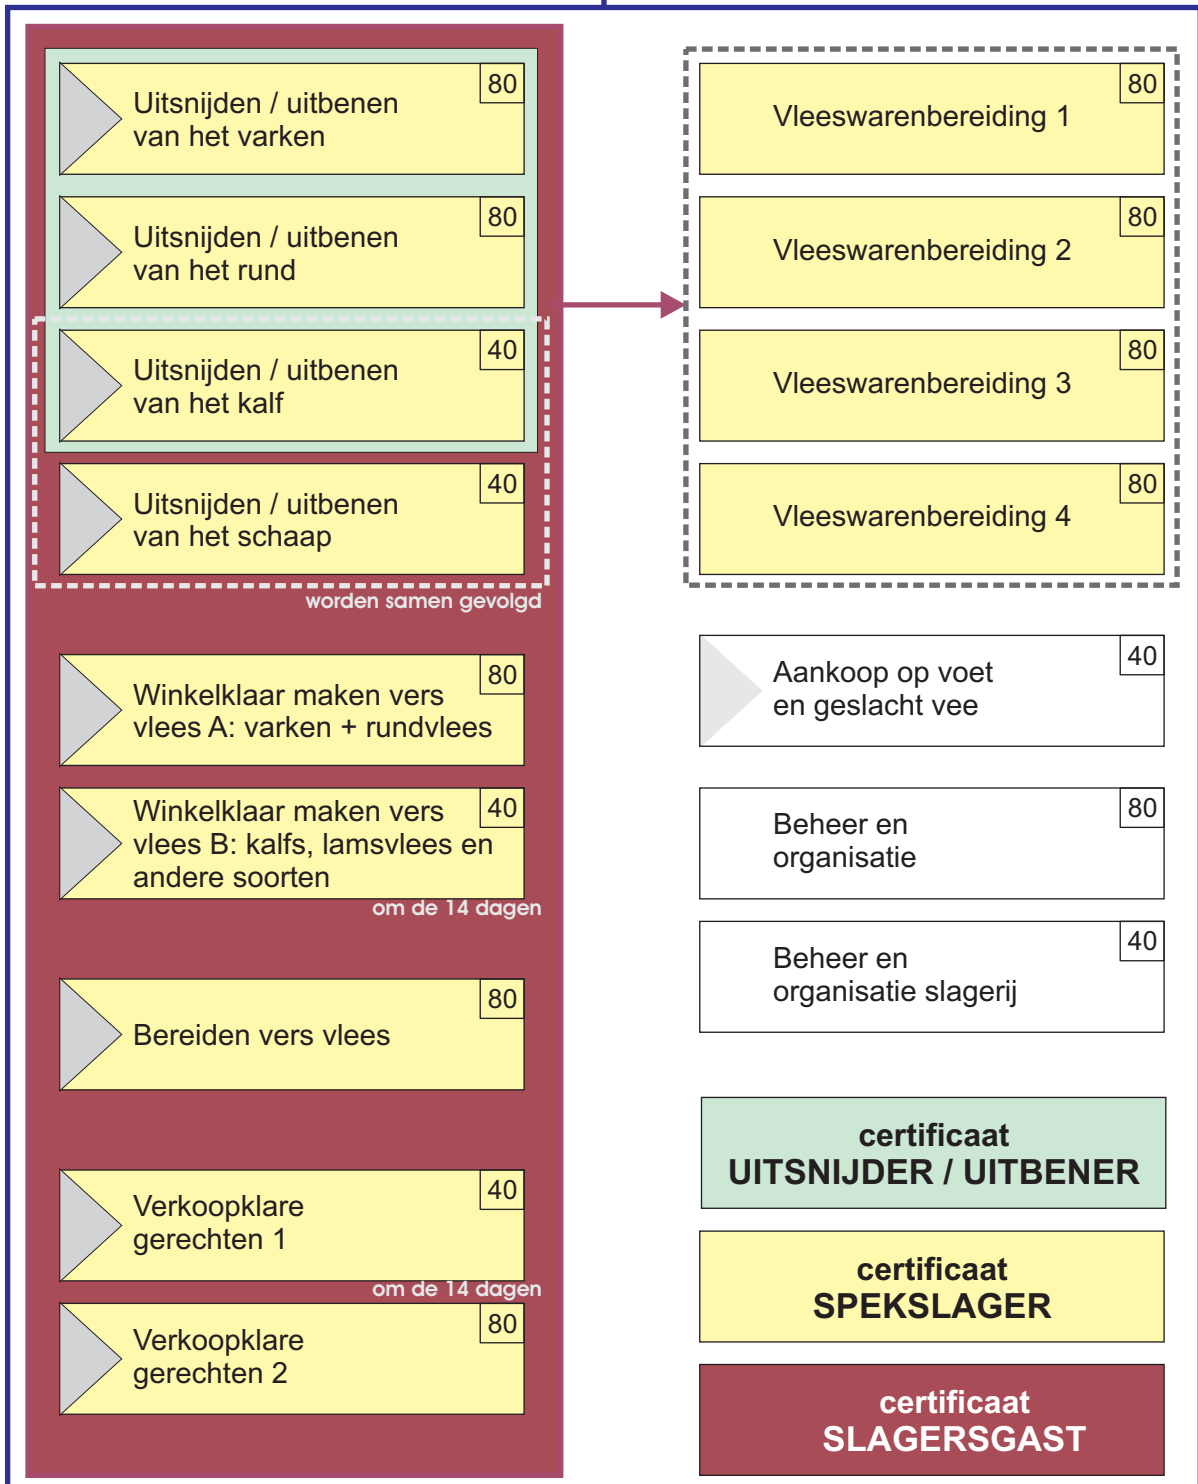 80
Uitsnijden / uitbenen
van het varken
80
Uitsnijden / uitbenen
van het rund
40
Uitsnijden / uitbenen
van het kalf
40
Uitsnijden / uitbenen
van het schaap
worden samen gevolgd
80
Winkelklaar maken vers
vlees A: varken + rundvlees
40
Winkelklaar maken vers
vlees B: kalfs, lamsvlees en
andere soorten
om de 14 dagen
80
Bereiden vers vlees
40
Verkoopklare
gerechten 1
om de 14 dagen
80
Verkoopklare
gerechten 2
80
Vleeswarenbereiding 1
80
Vleeswarenbereiding 2
80
Vleeswarenbereiding 3
80
Vleeswarenbereiding 4
40
Aankoop op voet
en geslacht vee
80
Beheer en
organisatie
40
Beheer en
organisatie slagerij
certificaat
UITSNIJDER / UITBENER
certificaat
SPEKSLAGER
certificaat
SLAGERSGAST